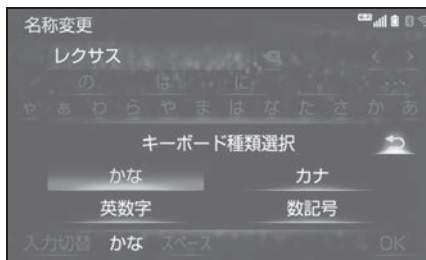 名称変更
レクサス
の は に 、 …
ゃ ぁ わ ら や ま は な た さ か あ
キーボード種類選択
かな カナ
英数字 数記号
入力切替 かな スペース OK